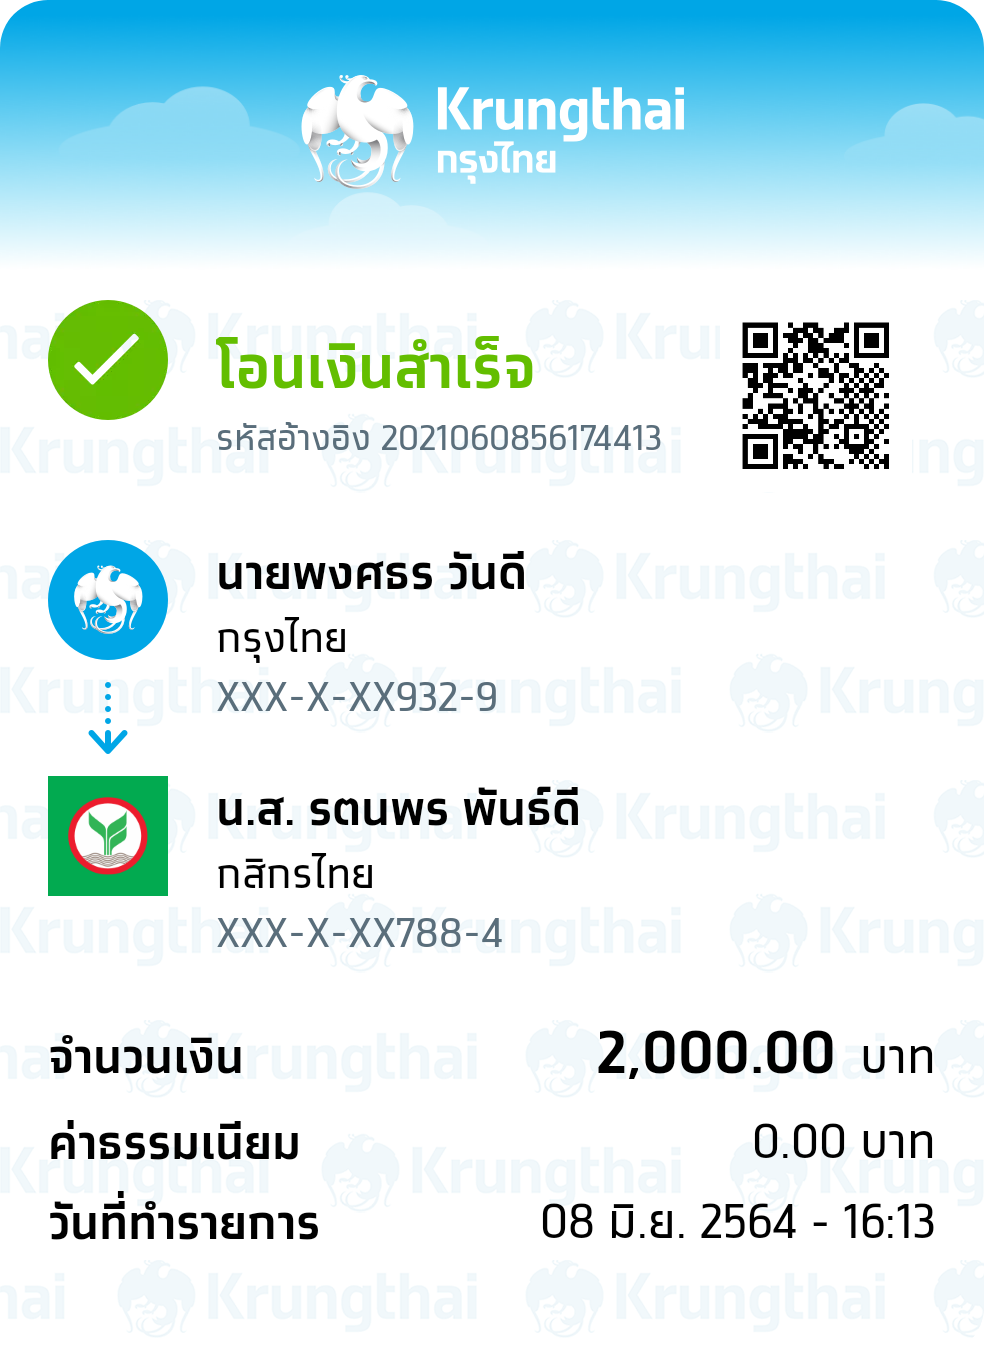 Krungthai
กรุงไทย
โอนเงินสำเร็จ
รหัสอ้างอิง 2021060856174413
นายพงศธร วันดี
กรุงไทย
XXX-X-XX932-9
น.ส. รตนพร พันธ์ดี
กสิกรไทย
XXX-X-XX788-4
จำนวนเงิน 2,000.00 บาท
ค่าธรรมเนียม 0.00 บาท
วันที่ทำรายการ 08 มิ.ย. 2564 - 16:13